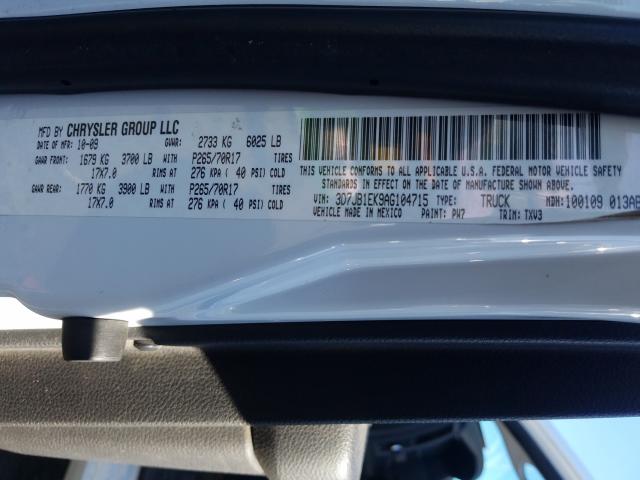 MFD BY CHRYSLER GROUP LLC
DATE OF MFR: 10-09 GVWR: 2733 KG 6025 LB
GAWR FRONT: 1679 KG 3700 LB WITH P265/70R17 TIRES
17X7.0 RIMS AT 276 KPA ( 40 PSI) COLD
GAWR REAR: 1770 KG 3900 LB WITH P265/70R17 TIRES
17X7.0 RIMS AT 276 KPA ( 40 PSI) COLD
THIS VEHICLE CONFORMS TO ALL APPLICABLE U.S.A. FEDERAL MOTOR VEHICLE SAFETY
STANDARDS IN EFFECT ON THE DATE OF MANUFACTURE SHOWN ABOVE.
VIN: 3D7JB1EK9AG104715 TYPE: TRUCK MDH: 100109 013AB
VEHICLE MADE IN MEXICO PAINT: PW7 TRIM: TXV3